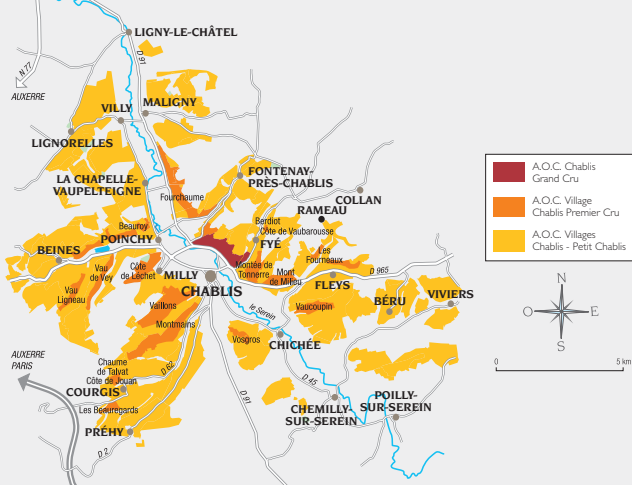 LIGNY-LE-CHÂTEL
D 91
N 77
AUXERRE
MALIGNY
VILLY
LIGNORELLES
LA CHAPELLE-
VAUPELTEIGNE
Fourchaume
FONTENAY-
PRÈS-CHABLIS
COLLAN
RAMEAU
Berdiot
Côte de Vaubarousse
FYÉ
Beauroy
POINCHY
BEINES
Vau
de Vey
Côte
de Léchet
MILLY
Montée de
Tonnerre
Mont
de Milieu
Les
Fourneaux
D 965
FLEYS
Vau
Ligneau
CHABLIS
Vaillons
Montmains
le Serein
Vaucoupin
BÉRU
VIVIERS
Vosgros
CHICHÉE
AUXERRE
PARIS
Chaume
de Talvat
Côte de Jouan
D 62
COURGIS
Les Beauregards
PRÉHY
D 2
D 91
D 45
CHEMILLY-
SUR-SEREIN
POILLY-
SUR-SEREIN
A.O.C. Chablis
Grand Cru
A.O.C. Village
Chablis Premier Cru
A.O.C. Villages
Chablis - Petit Chablis
N
O
E
S
0
5 km